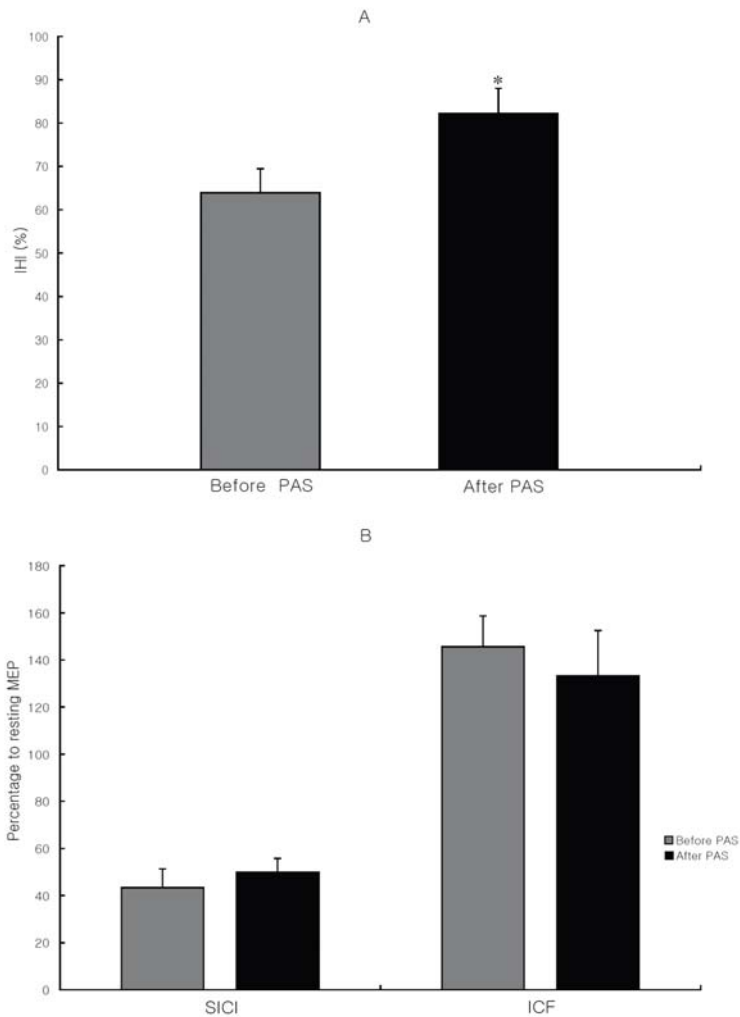 A
100
90
80
70
60
50
40
30
20
10
0
IHI (%)
*
Before PAS
After PAS
B
180
160
140
120
100
80
60
40
20
0
Percentage to resting MEP
Before PAS
After PAS
SICI
ICF